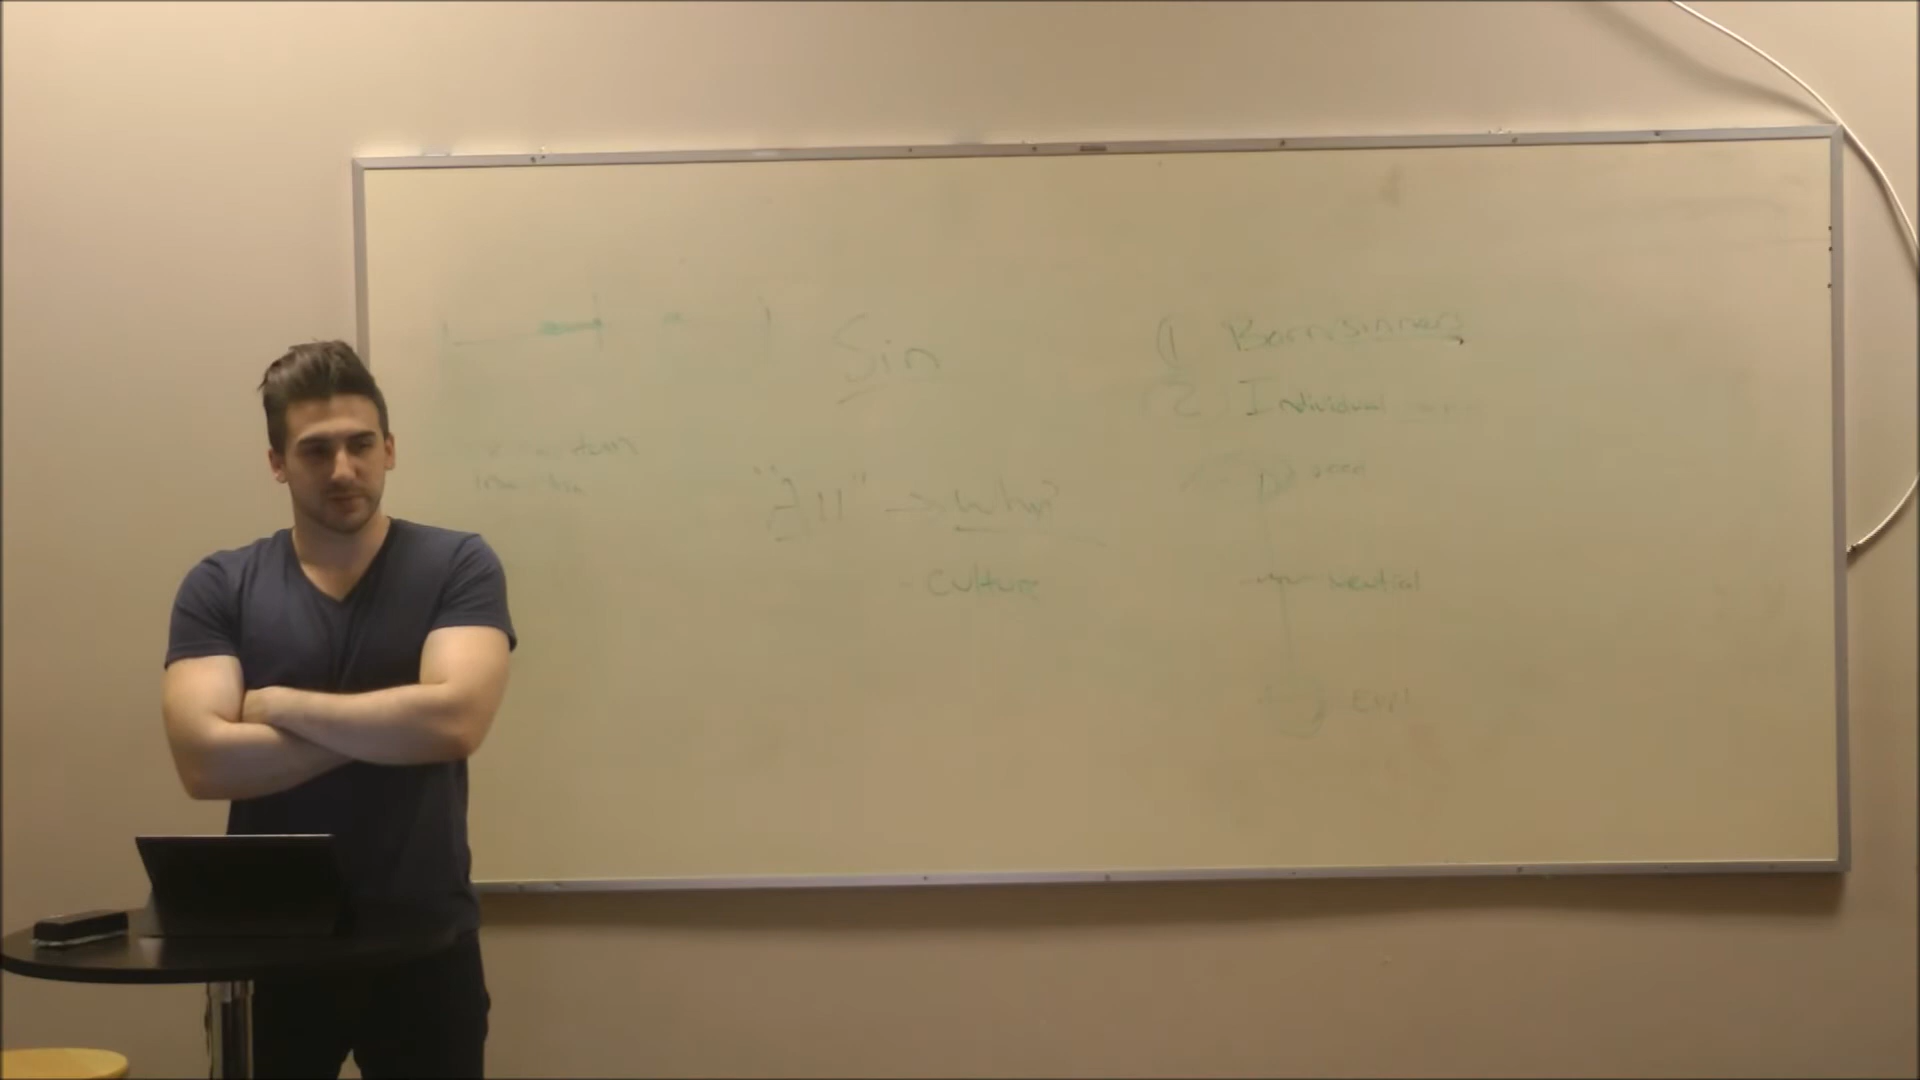 Sin
"All" → Why?
- Culture
① Born sinners
② Individual
good
Neutral
Evil